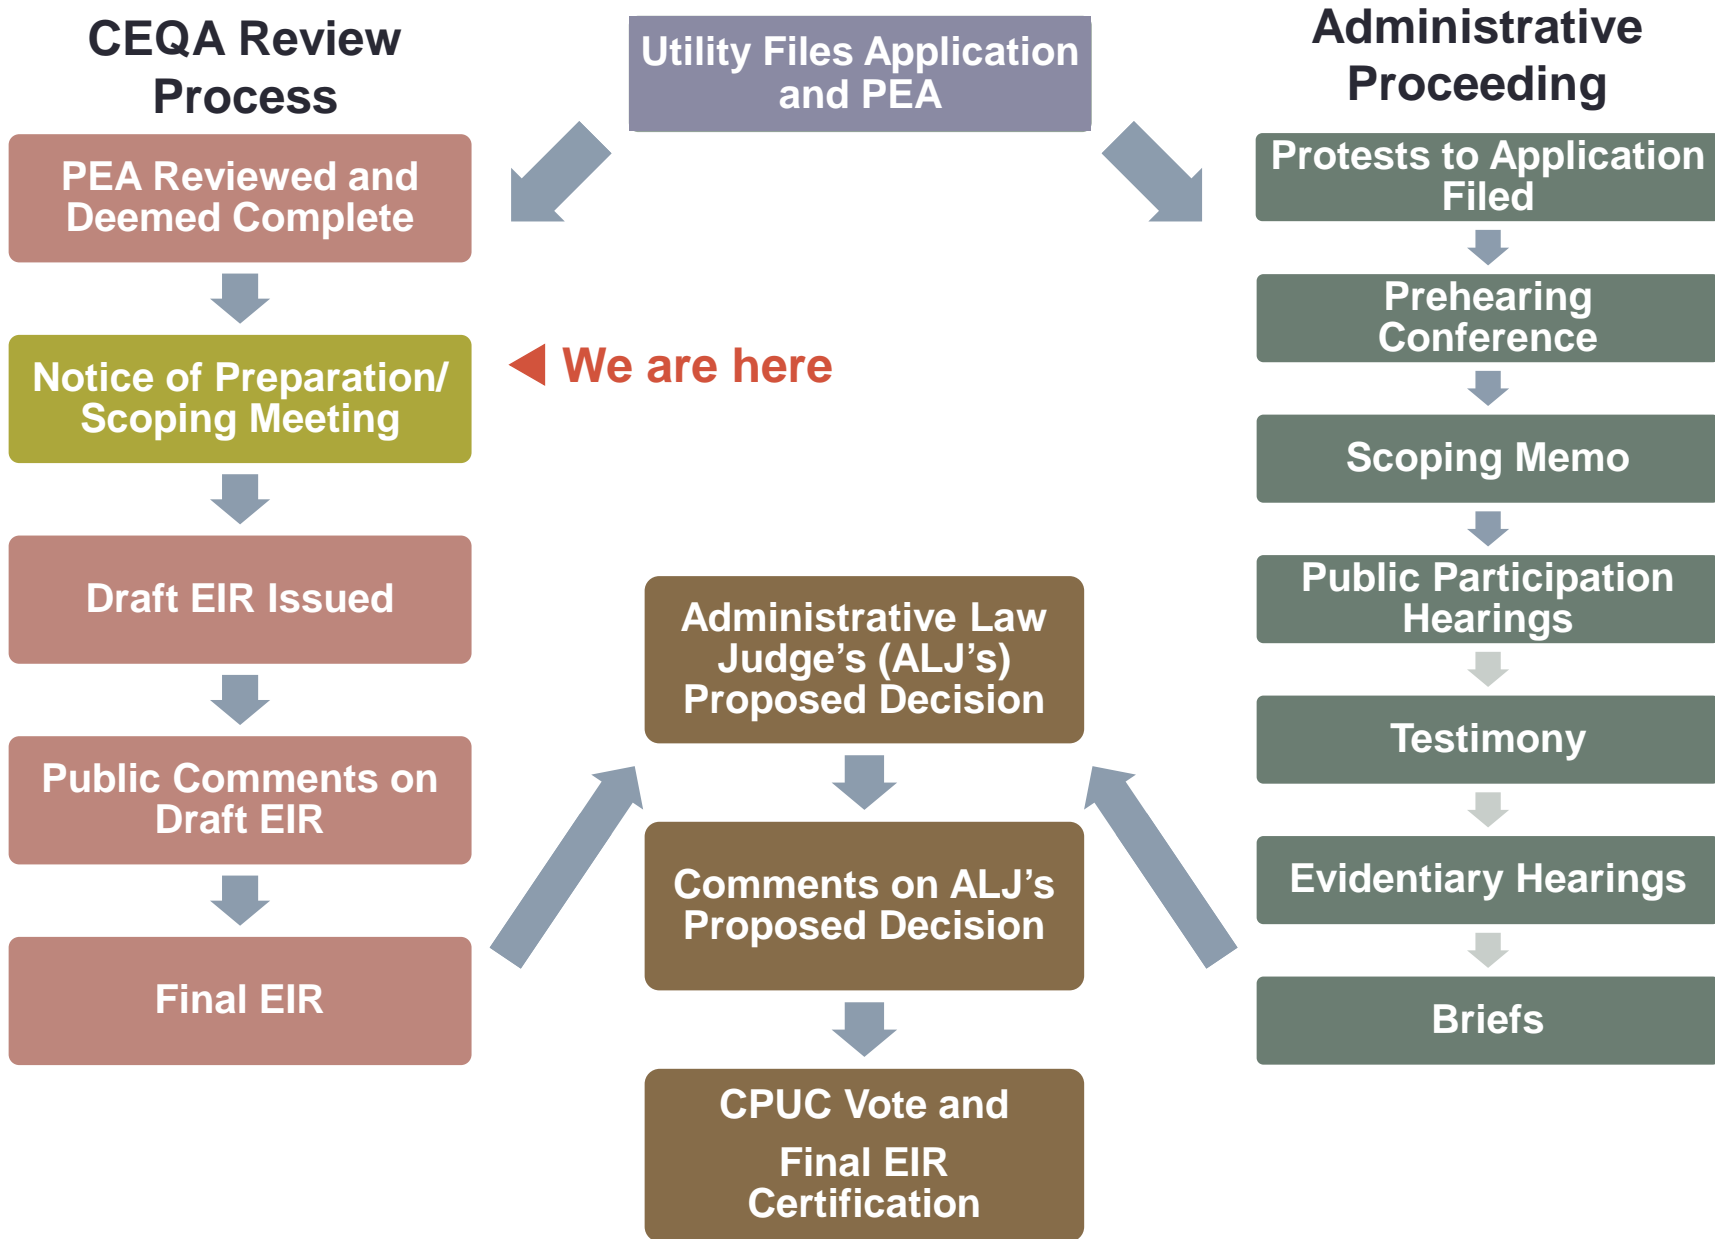 CEQA Review
Process
Utility Files Application
and PEA
Administrative
Proceeding
PEA Reviewed and
Deemed Complete
Notice of Preparation/
Scoping Meeting
We are here
Draft EIR Issued
Public Comments on
Draft EIR
Final EIR
Administrative Law
Judge’s (ALJ’s)
Proposed Decision
Comments on ALJ’s
Proposed Decision
CPUC Vote and
Final EIR
Certification
Protests to Application
Filed
Prehearing
Conference
Scoping Memo
Public Participation
Hearings
Testimony
Evidentiary Hearings
Briefs